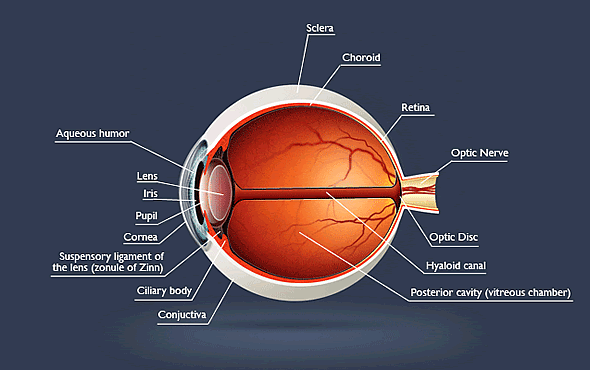 Sclera
Choroid
Retina
Aqueous humor
Optic Nerve
Lens
Iris
Pupil
Cornea
Optic Disc
Suspensory ligament of
the lens (zonule of Zinn)
Hyaloid canal
Ciliary body
Posterior cavity (vitreous chamber)
Conjuctiva